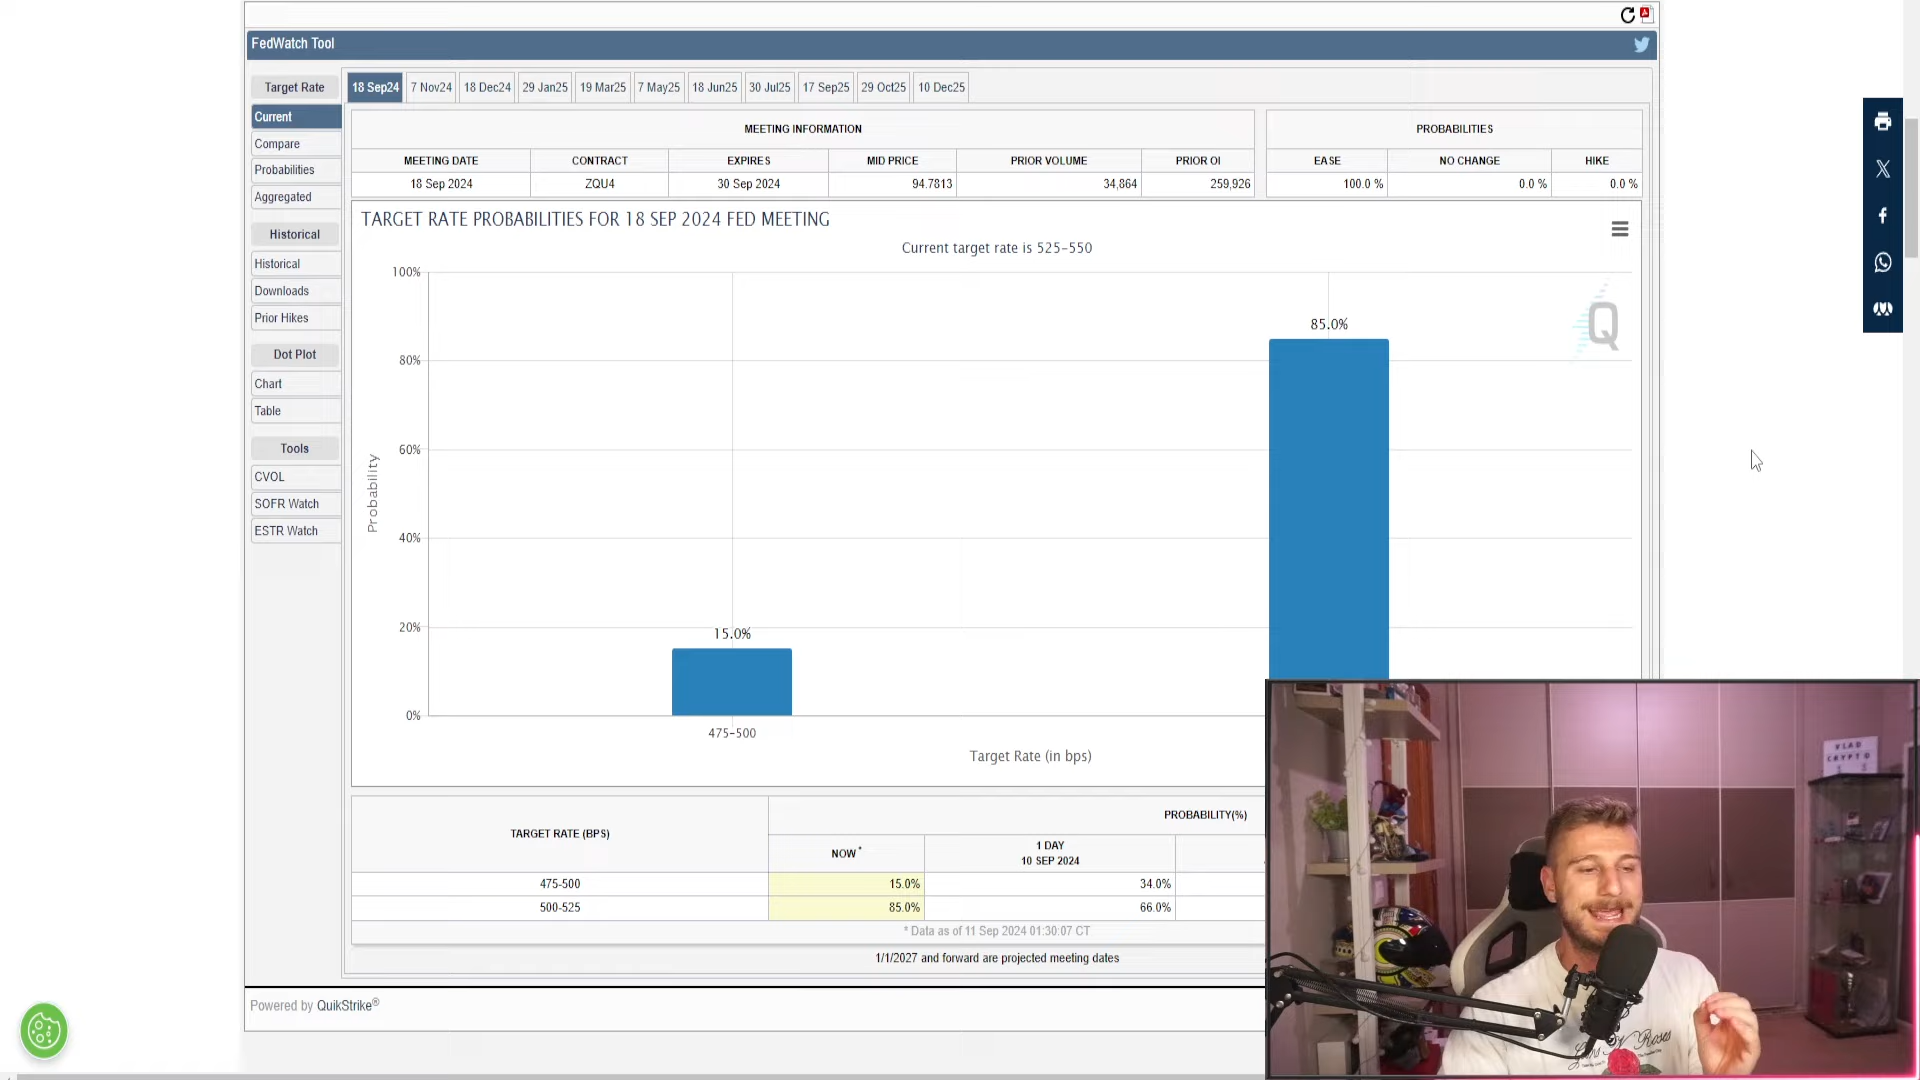 FedWatch Tool
Target Rate
Current
Compare
Probabilities
Aggregated
Historical
Historical
Downloads
Prior Hikes
Dot Plot
Chart
Table
Tools
CVOL
SOFR Watch
ESTR Watch
18 Sep24 7 Nov24 18 Dec24 29 Jan25 19 Mar25 7 May25 18 Jun25 30 Jul25 17 Sep25 29 Oct25 10 Dec25
MEETING INFORMATION
MEETING DATE CONTRACT EXPIRES MID PRICE PRIOR VOLUME PRIOR OI
18 Sep 2024 ZQU4 30 Sep 2024 94.7813 34,864 259,926
PROBABILITIES
EASE NO CHANGE HIKE
100.0 % 0.0 % 0.0 %
TARGET RATE PROBABILITIES FOR 18 SEP 2024 FED MEETING
Current target rate is 525-550
Q
Probability
100%
80%
60%
40%
20%
0%
15.0%
85.0%
475-500
Target Rate (in bps)
TARGET RATE (BPS) PROBABILITY(%)
NOW * 1 DAY
10 SEP 2024
475-500 15.0% 34.0%
500-525 85.0% 66.0%
* Data as of 11 Sep 2024 01:30:07 CT
1/1/2027 and forward are projected meeting dates
Powered by QuikStrike®
VLAD
CRYPTO
Guns N' Roses